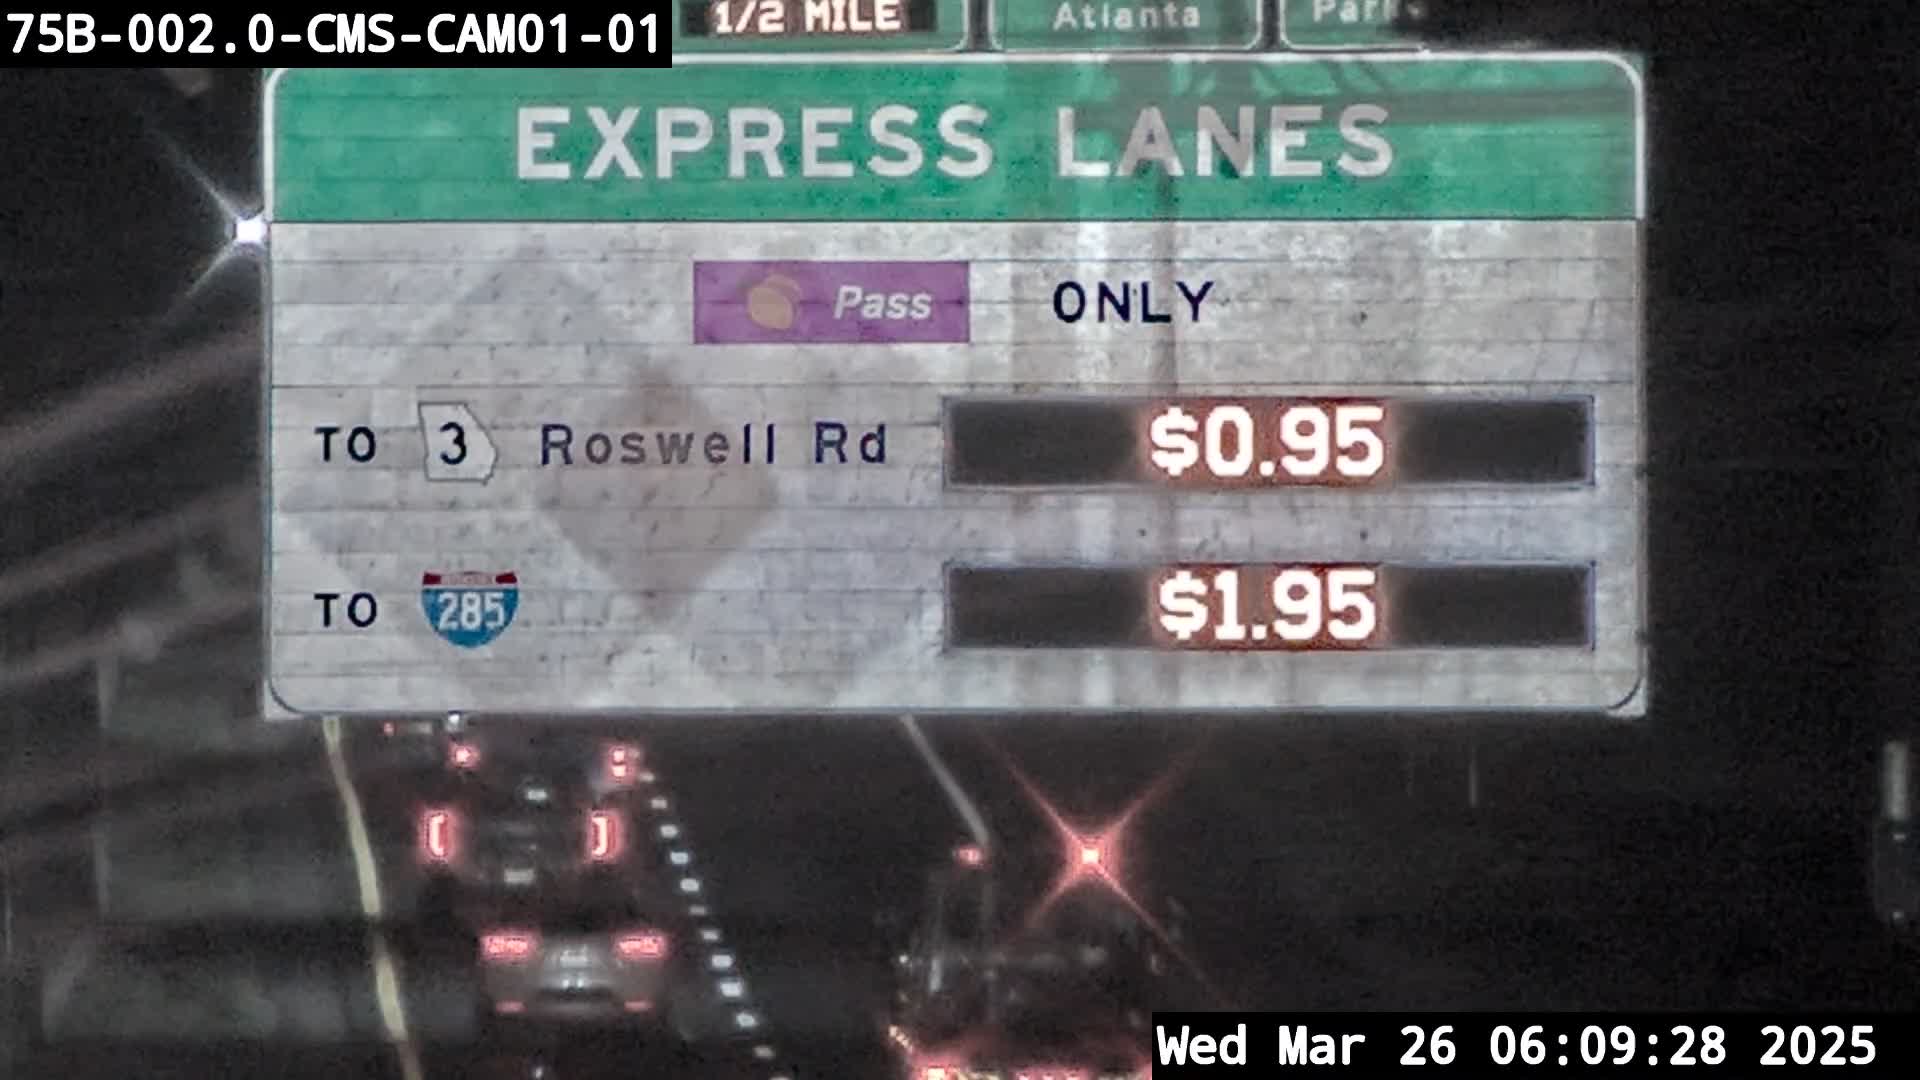 75B-002.0-CMS-CAM01-01
1/2 MILE
Atlanta
EXPRESS LANES
Pass ONLY
TO 3 Roswell Rd $0.95
TO 285 $1.95
Wed Mar 26 06:09:28 2025